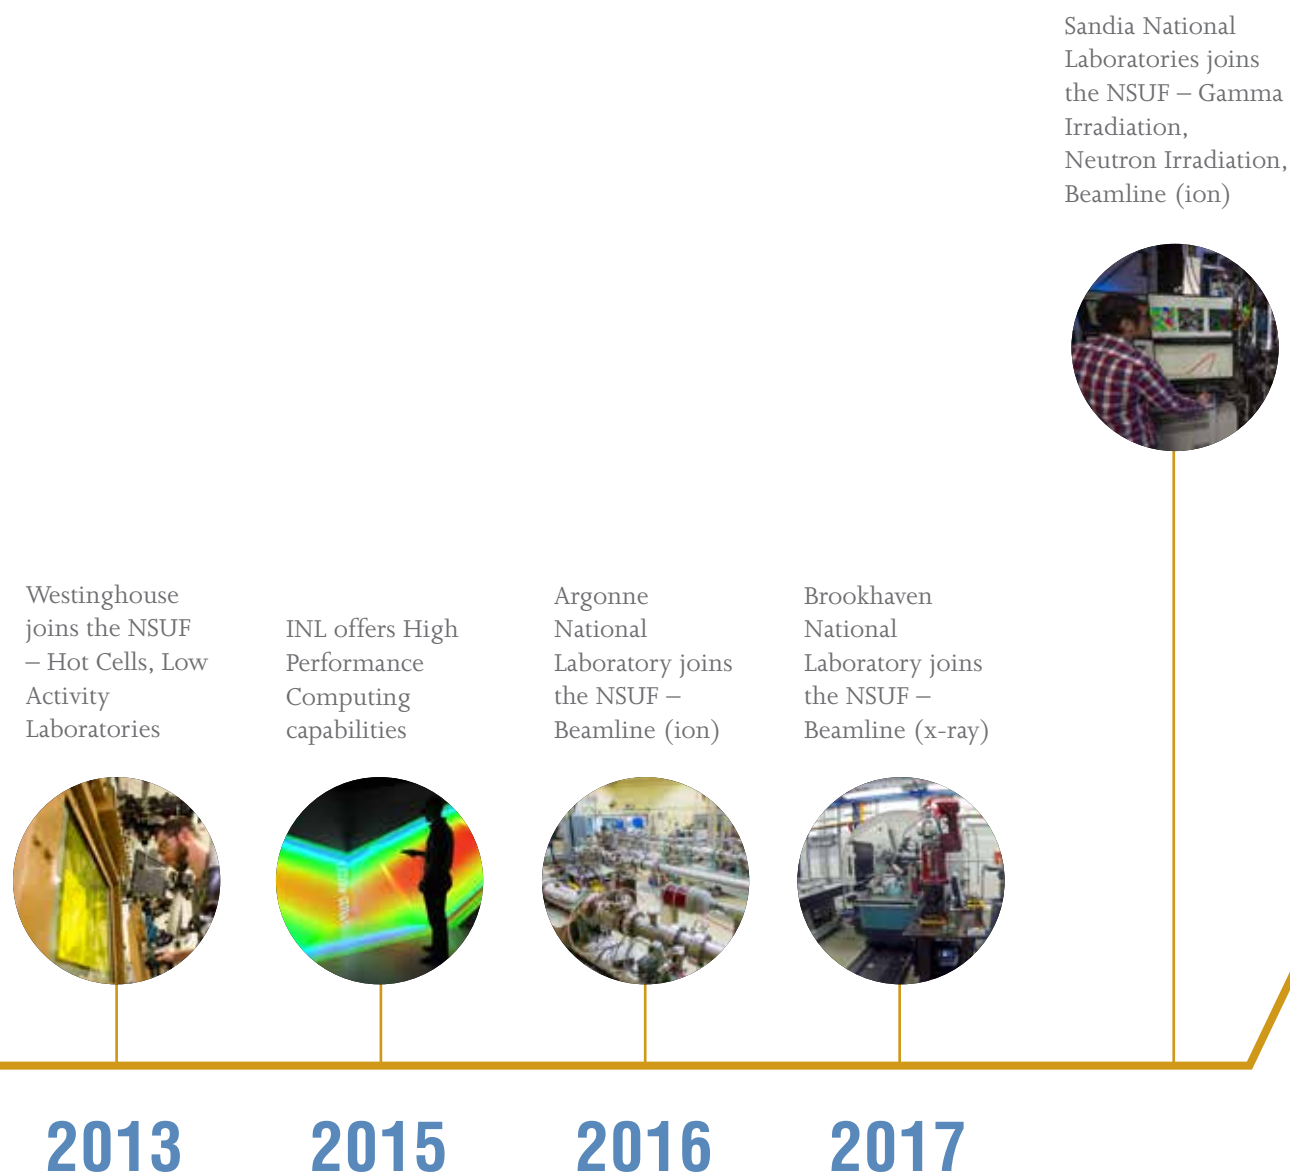 Sandia National
Laboratories joins
the NSUF – Gamma
Irradiation,
Neutron Irradiation,
Beamline (ion)
Westinghouse
joins the NSUF
– Hot Cells, Low
Activity
Laboratories
INL offers High
Performance
Computing
capabilities
Argonne
National
Laboratory joins
the NSUF –
Beamline (ion)
Brookhaven
National
Laboratory joins
the NSUF –
Beamline (x-ray)
2013
2015
2016
2017